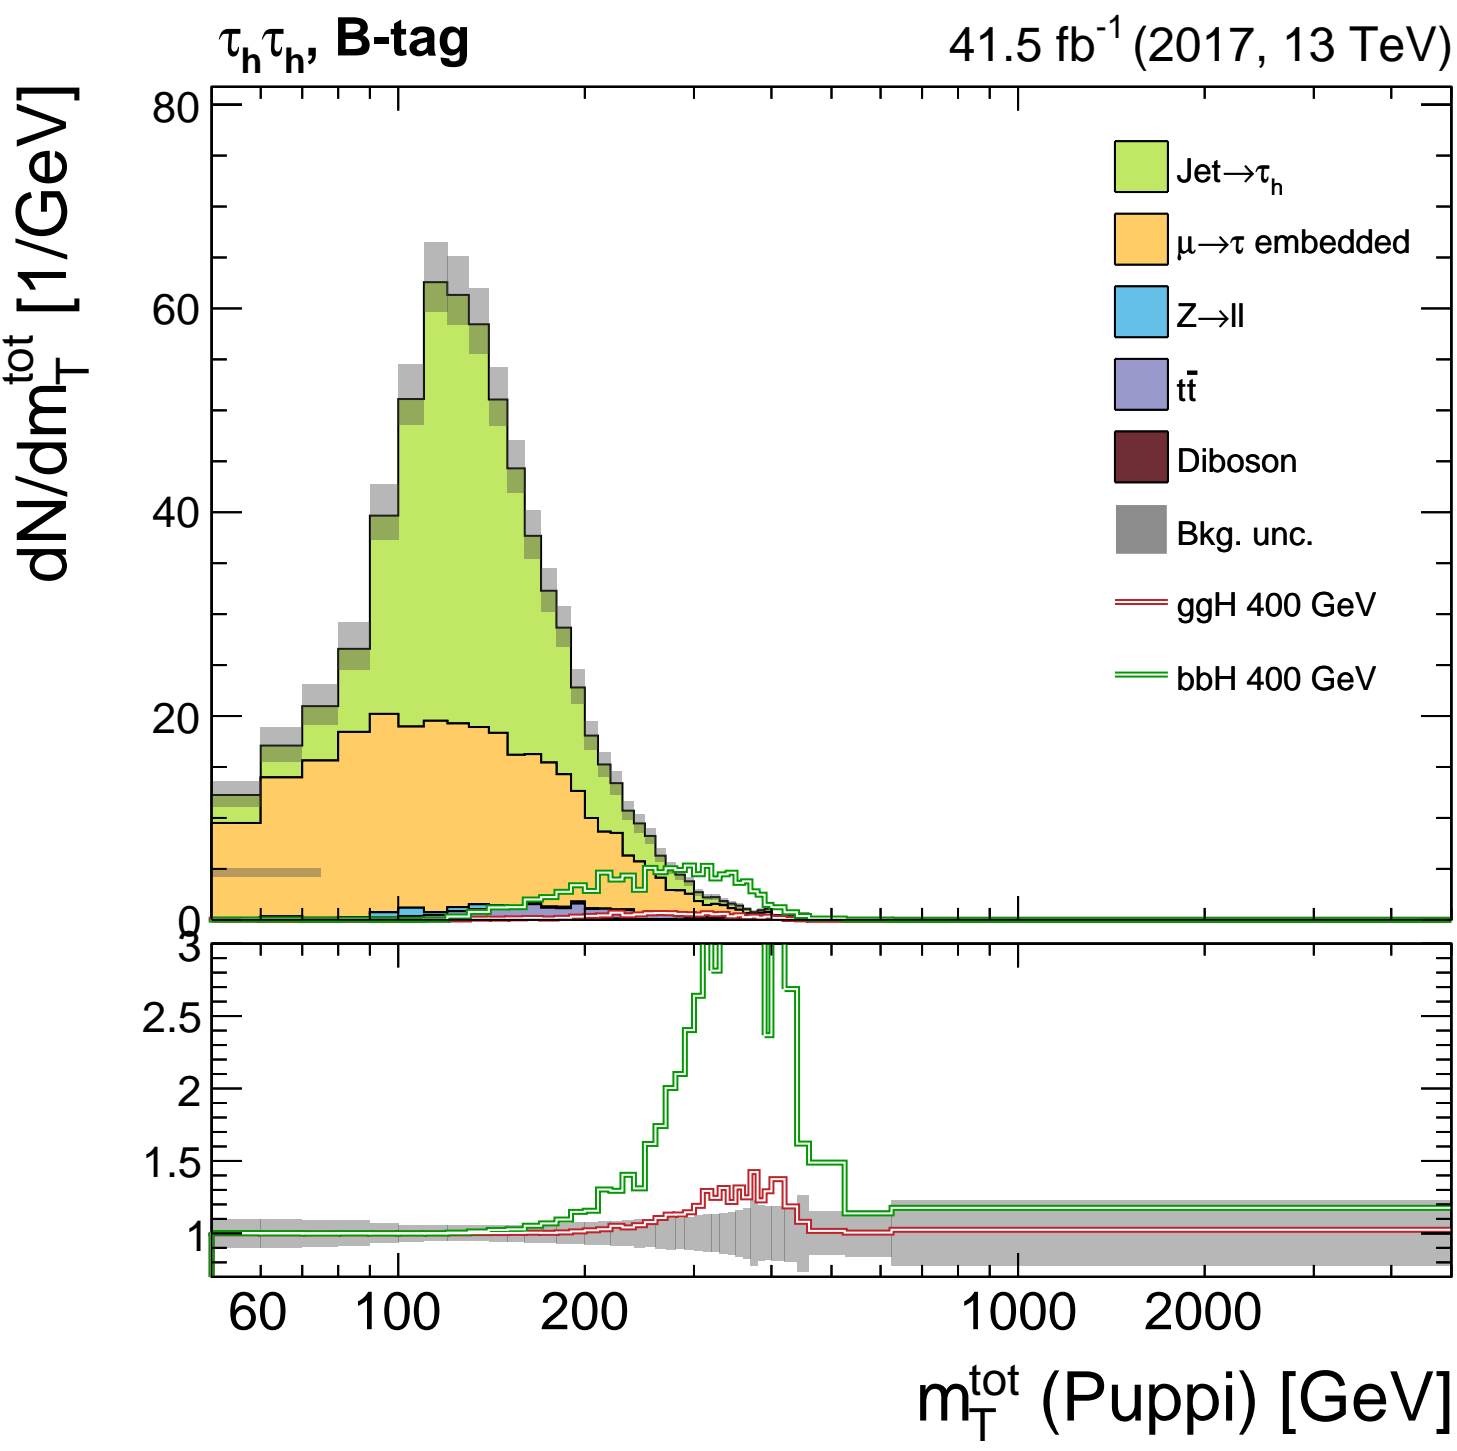 τhτh, B-tag
41.5 fb-1 (2017, 13 TeV)
dN/dmTtot [1/GeV]
80
60
40
20
0
Jet→τh
μ→τ embedded
Z→ll
tt̄
Diboson
Bkg. unc.
ggH 400 GeV
bbH 400 GeV
3
2.5
2
1.5
1
60 100 200 1000 2000
mTtot (Puppi) [GeV]